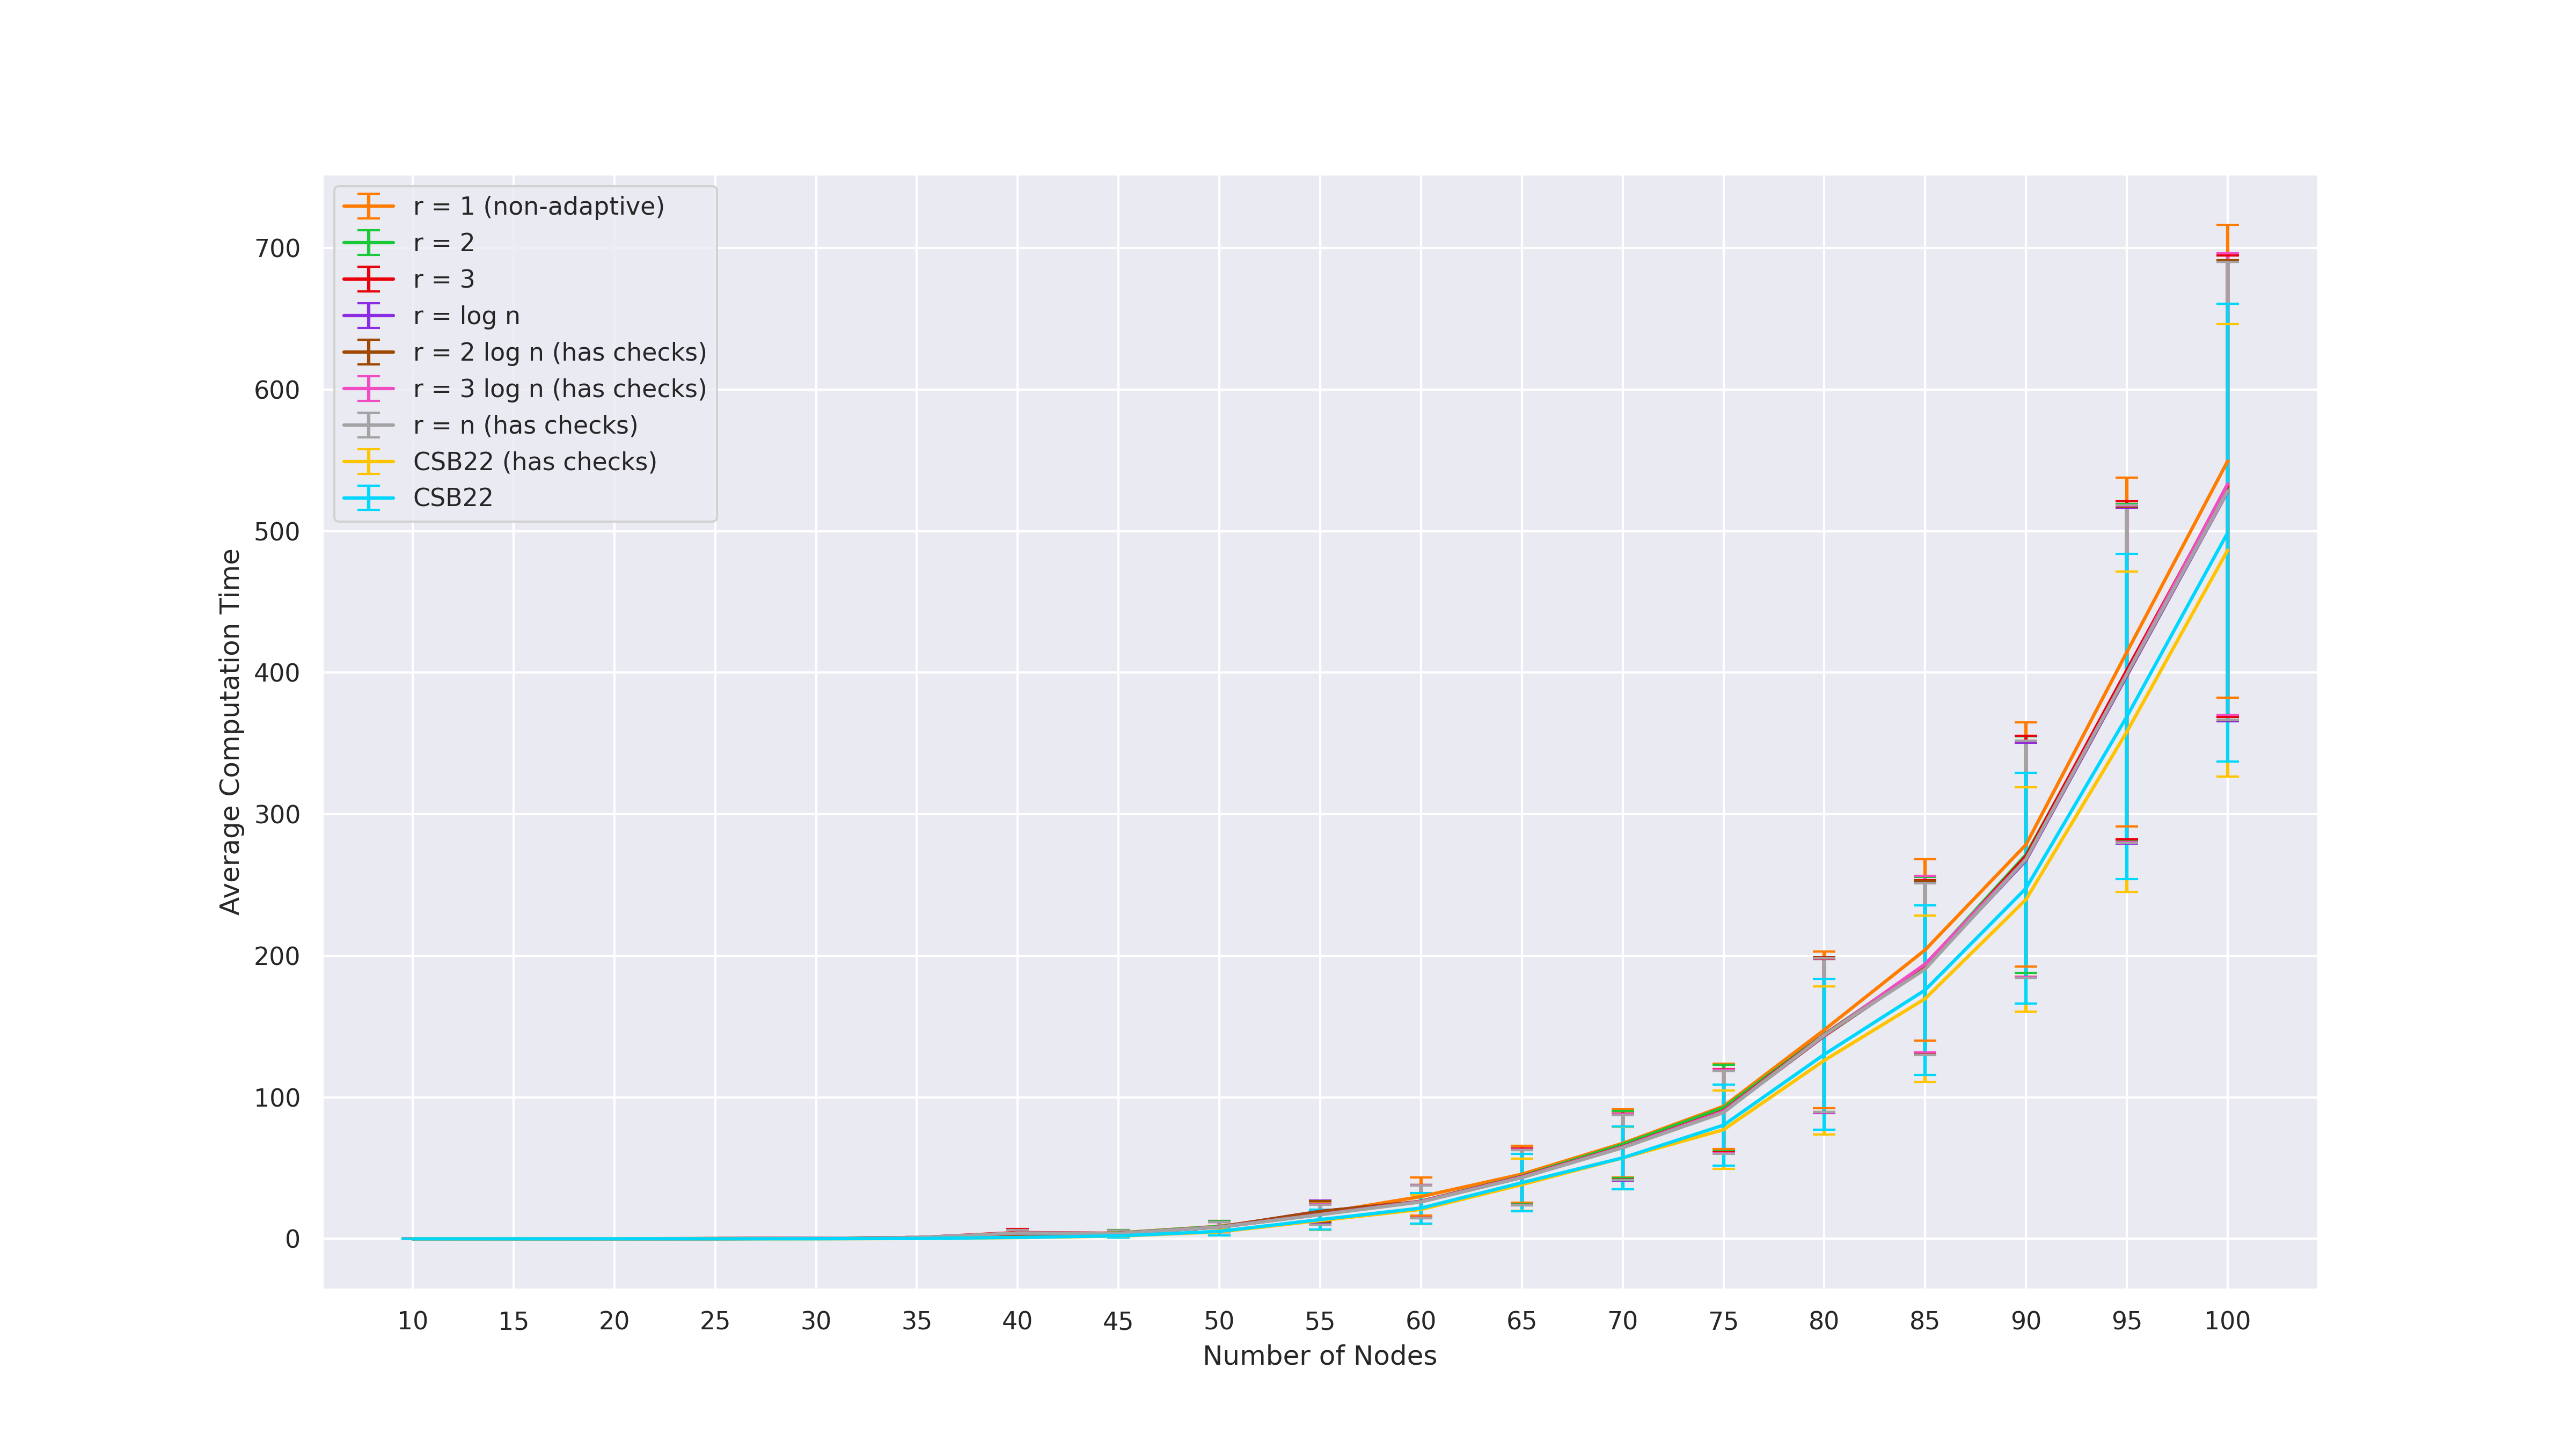 r = 1 (non-adaptive)
r = 2
r = 3
r = log n
r = 2 log n (has checks)
r = 3 log n (has checks)
r = n (has checks)
CSB22 (has checks)
CSB22
700
600
500
400
300
200
100
0
Average Computation Time
10 15 20 25 30 35 40 45 50 55 60 65 70 75 80 85 90 95 100
Number of Nodes